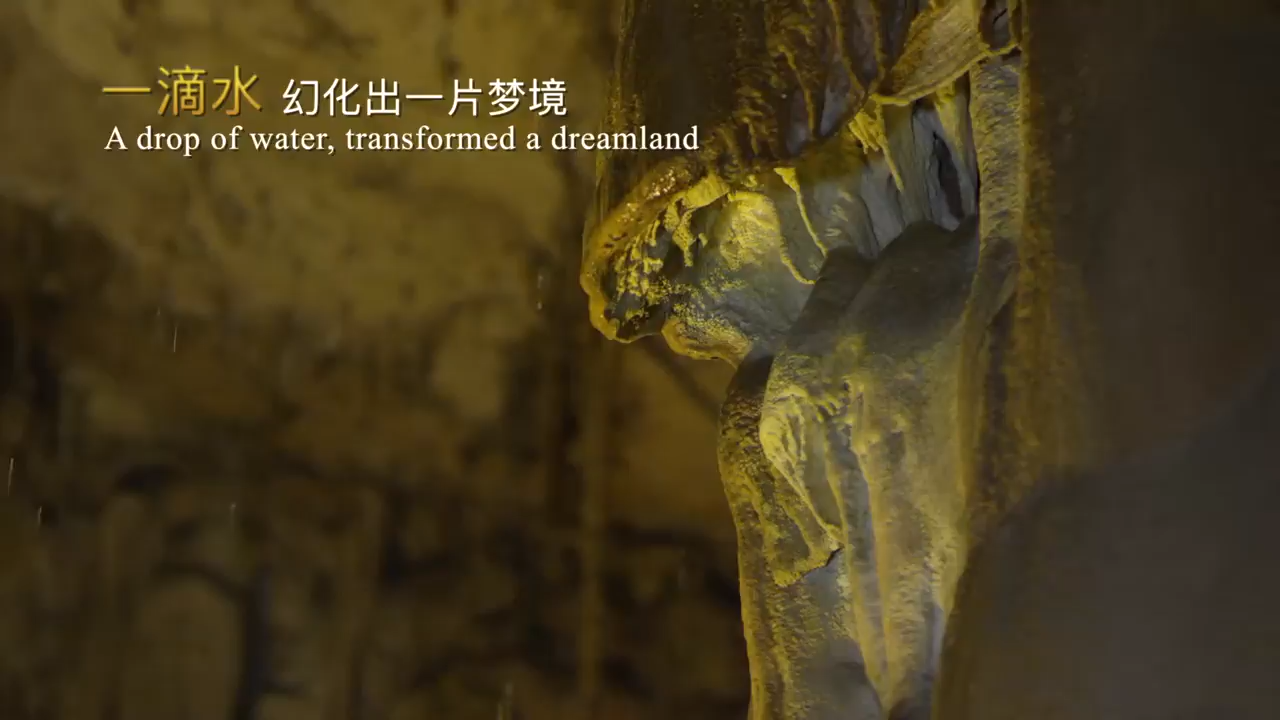 一滴水 幻化出一片梦境
A drop of water, transformed a dreamland